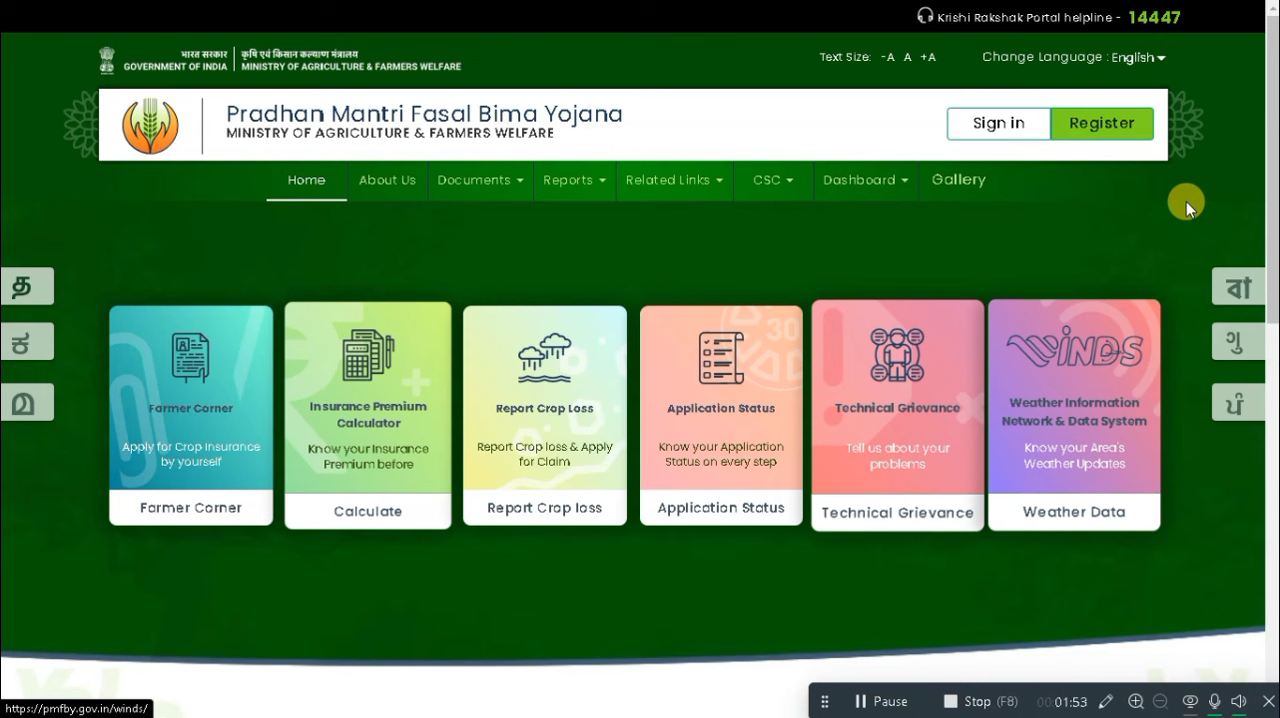 Krishi Rakshak Portal helpline - 14447
भारत सरकार
GOVERNMENT OF INDIA
कृषि एवं किसान कल्याण मंत्रालय
MINISTRY OF AGRICULTURE & FARMERS WELFARE
Text Size: -A A +A
Change Language : English
Pradhan Mantri Fasal Bima Yojana
MINISTRY OF AGRICULTURE & FARMERS WELFARE
Sign in
Register
Home About Us Documents Reports Related Links CSC Dashboard Gallery
த
ಕ
മ
বা
ગુ
Farmer Corner
Apply for Crop Insurance
by yourself
Farmer Corner
Insurance Premium
Calculator
Know your Insurance
Premium before
Calculate
Report Crop Loss
Report Crop loss & Apply
for Claim
Report Crop loss
30
Application Status
Know your Application
Status on every step
Application Status
Technical Grievance
Tell us about your
problems
Technical Grievance
WINDS
Weather Information
Network & Data System
Know your Area's
Weather Updates
Weather Data
https://pmfby.gov.in/winds/
Pause
Stop (F8)
00:01:53